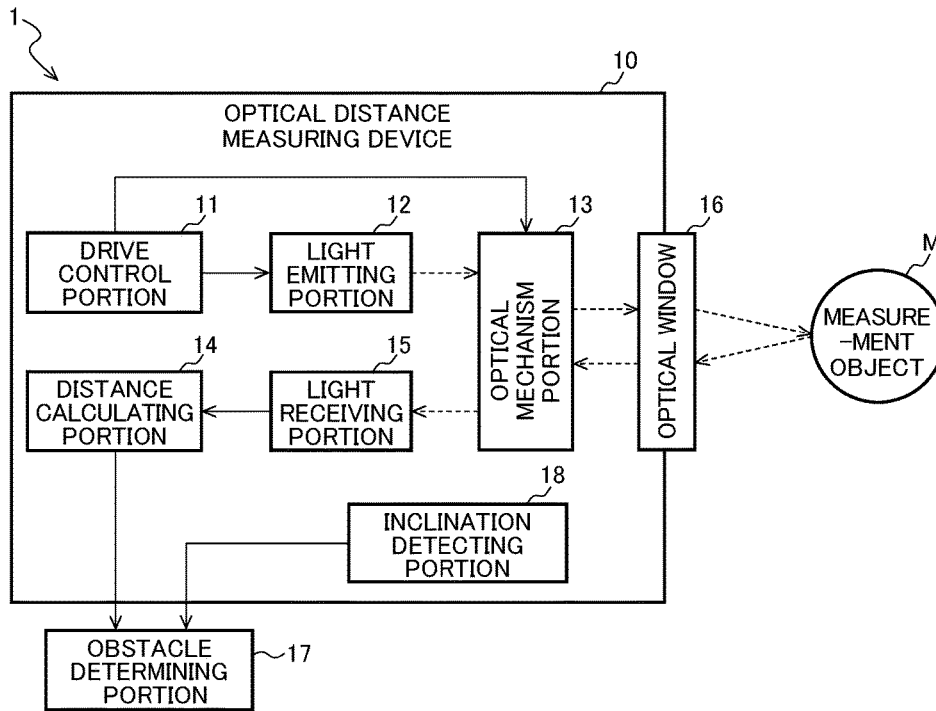 1
10
OPTICAL DISTANCE
MEASURING DEVICE
11
DRIVE
CONTROL
PORTION
12
LIGHT
EMITTING
PORTION
13
OPTICAL
MECHANISM
PORTION
16
OPTICAL WINDOW
M
MEASURE
-MENT
OBJECT
14
DISTANCE
CALCULATING
PORTION
15
LIGHT
RECEIVING
PORTION
18
INCLINATION
DETECTING
PORTION
OBSTACLE
DETERMINING
PORTION
17